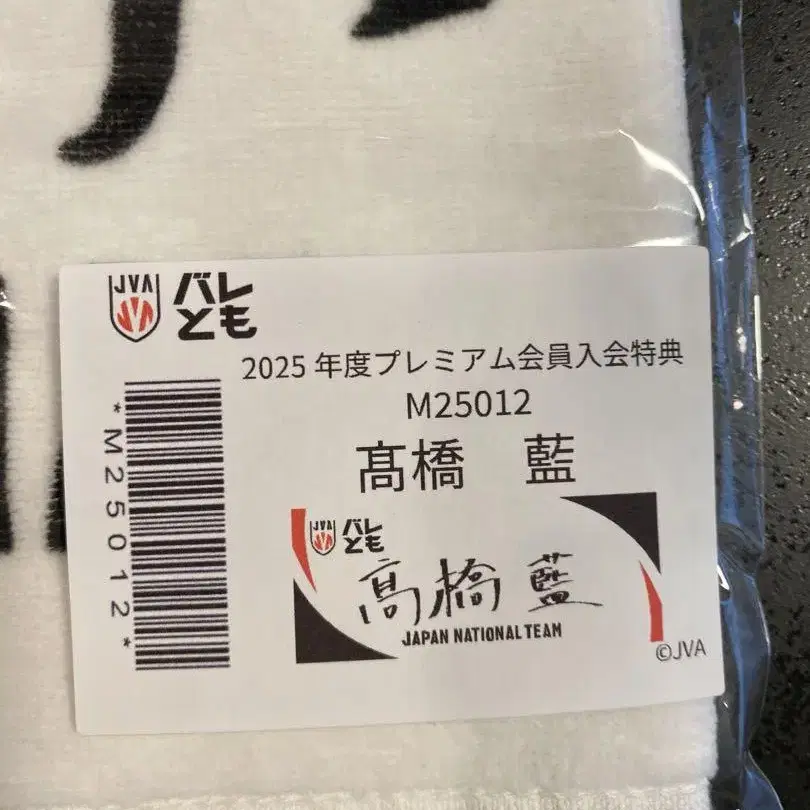 JVA バレとも
2025 年度プレミアム会員入会特典
M25012
髙橋 藍
*M25012*
JVA バレとも
髙橋 藍
JAPAN NATIONAL TEAM
©JVA